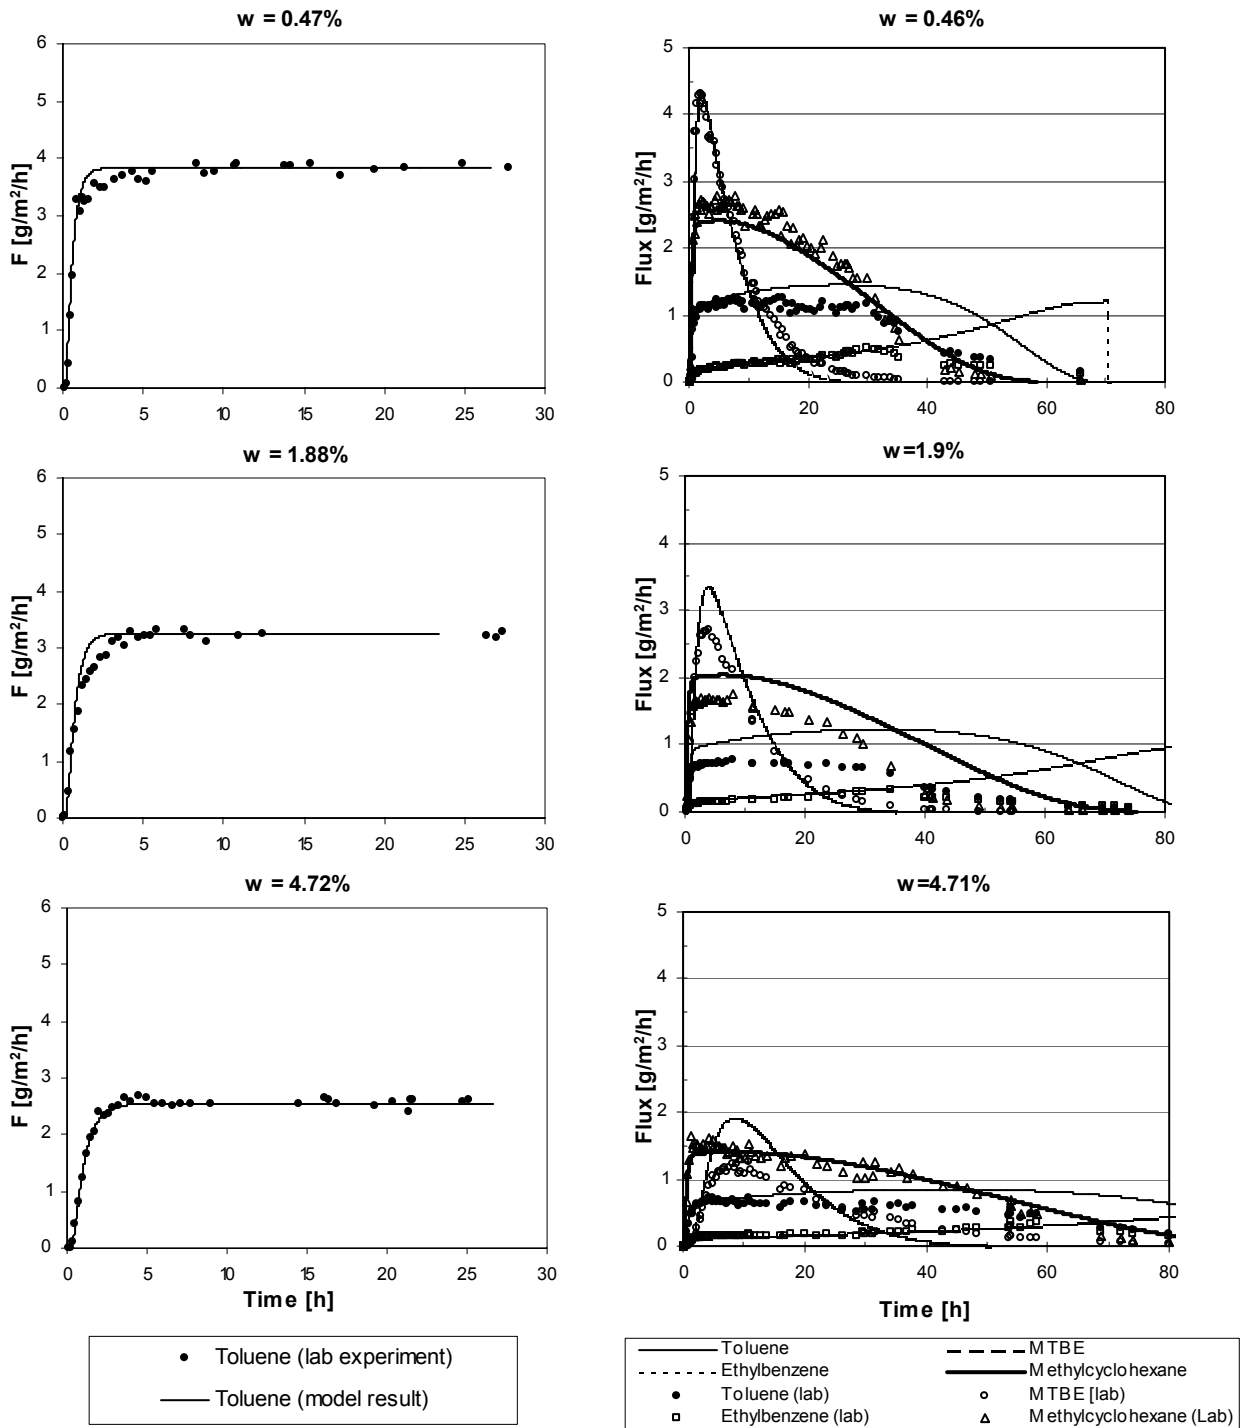 w = 0.47%
6
5
4
3
2
1
0
F [g/m²/h]
0 5 10 15 20 25 30
w = 0.46%
5
4
3
2
1
0
Flux [g/m²/h]
0 20 40 60 80
w = 1.88%
6
5
4
3
2
1
0
F [g/m²/h]
0 5 10 15 20 25 30
w=1.9%
5
4
3
2
1
0
Flux [g/m²/h]
0 20 40 60 80
w = 4.72%
6
5
4
3
2
1
0
F [g/m²/h]
0 5 10 15 20 25 30
Time [h]
w=4.71%
5
4
3
2
1
0
Flux [g/m²/h]
0 20 40 60 80
Time [h]
Toluene (lab experiment)
Toluene (model result)
Toluene MTBE
Ethylbenzene Methylcyclohexane
Toluene (lab) MTBE [lab)
Ethylbenzene (lab) Methylcyclohexane (Lab)